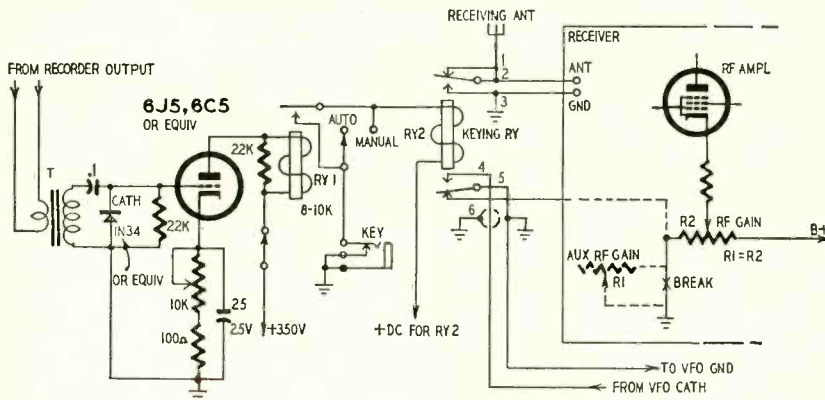 RECEIVING ANT
RECEIVER
FROM RECORDER OUTPUT
6J5, 6C5
OR EQUIV
1
2
3
ANT
GND
RF AMPL
T
.1
CATH
IN34
22K
OR EQUIV
22K
RY 1
8-10K
AUTO
MANUAL
RY2
KEYING RY
4
5
6
KEY
10K
100Ω
25
25V
+350V
+DC FOR RY2
R2
RF GAIN
R1=R2
B+
AUX RF GAIN
R1
BREAK
TO VFO GND
FROM VFO CATH